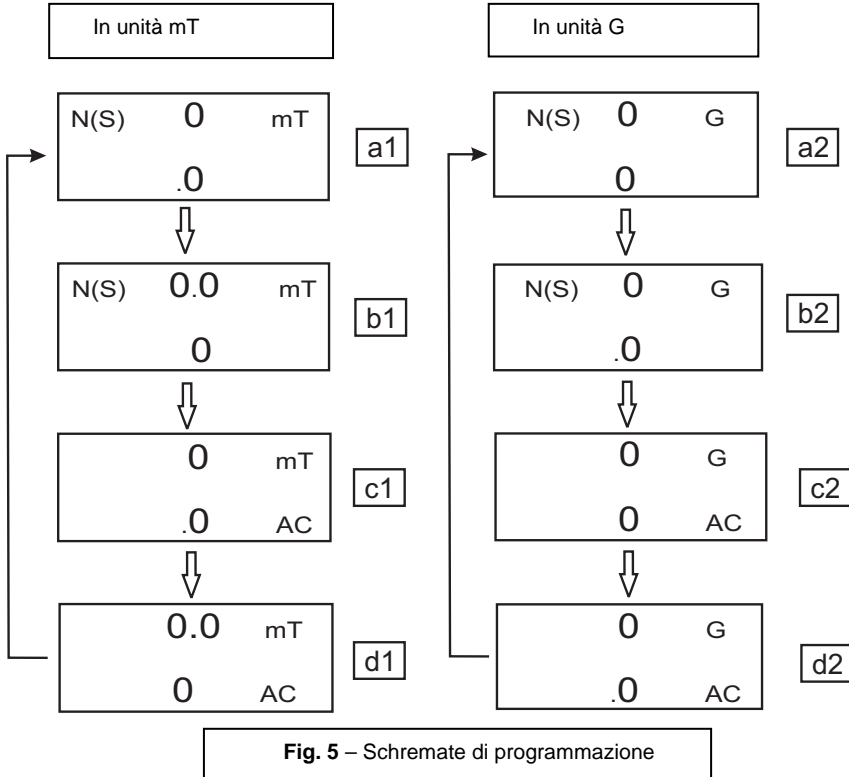 In unità mT
In unità G
N(S) 0 mT
.0
a1
N(S) 0 G
0
a2
N(S) 0.0 mT
0
b1
N(S) 0 G
.0
b2
0 mT
.0 AC
c1
0 G
0 AC
c2
0.0 mT
0 AC
d1
0 G
.0 AC
d2
Fig. 5 – Schremate di programmazione